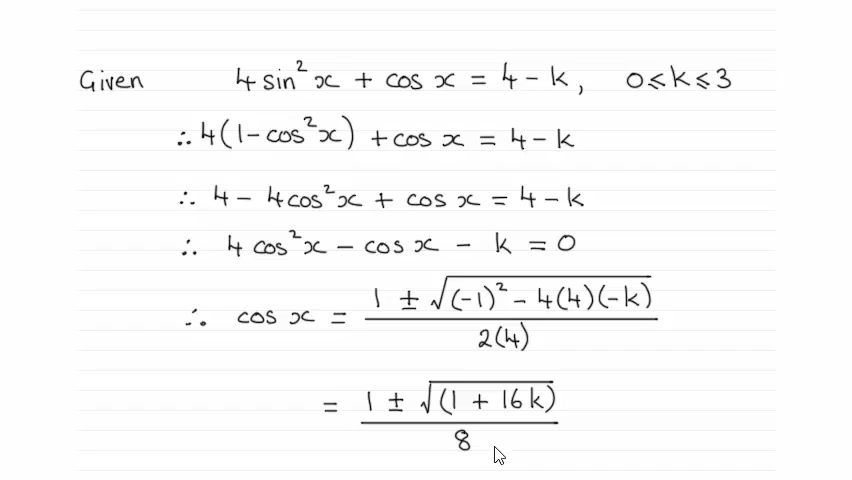 Given 4 sin²x + cos x = 4 − k, 0 ⩽ k ⩽ 3
∴ 4(1 − cos²x) + cos x = 4 − k
∴ 4 − 4cos²x + cos x = 4 − k
∴ 4 cos²x − cos x − k = 0
∴ cos x = (1 ± √((−1)² − 4(4)(−k))) / 2(4)
= (1 ± √(1 + 16k)) / 8